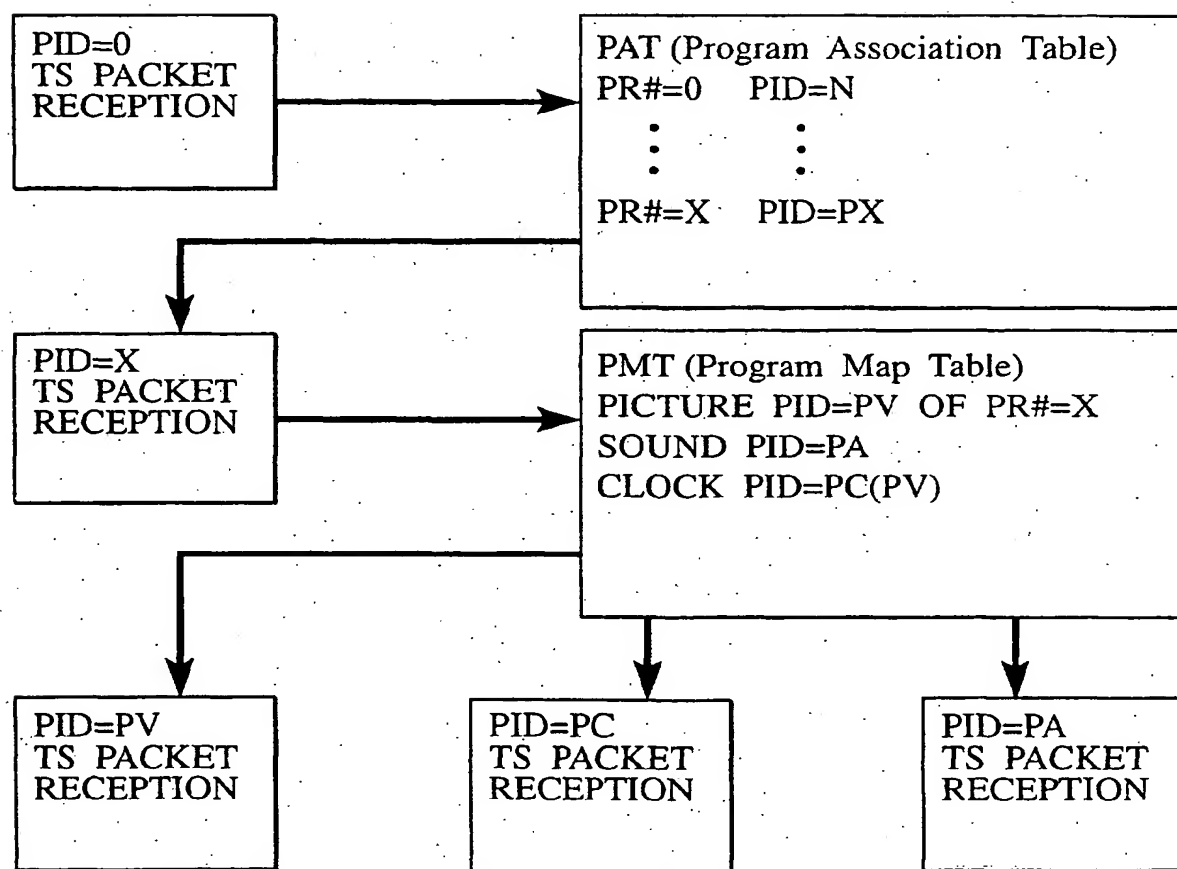 PID=0
TS PACKET
RECEPTION
PAT (Program Association Table)
PR#=0 PID=N
PR#=X PID=PX
PID=X
TS PACKET
RECEPTION
PMT (Program Map Table)
PICTURE PID=PV OF PR#=X
SOUND PID=PA
CLOCK PID=PC(PV)
PID=PV
TS PACKET
RECEPTION
PID=PC
TS PACKET
RECEPTION
PID=PA
TS PACKET
RECEPTION